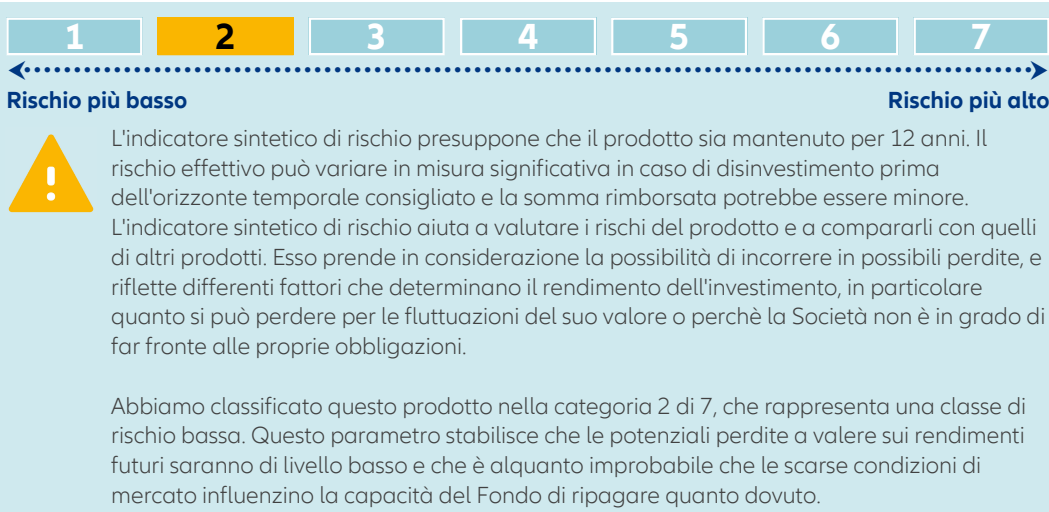 1 2 3 4 5 6 7
Rischio più basso Rischio più alto
L'indicatore sintetico di rischio presuppone che il prodotto sia mantenuto per 12 anni. Il
rischio effettivo può variare in misura significativa in caso di disinvestimento prima
dell'orizzonte temporale consigliato e la somma rimborsata potrebbe essere minore.
L'indicatore sintetico di rischio aiuta a valutare i rischi del prodotto e a compararli con quelli
di altri prodotti. Esso prende in considerazione la possibilità di incorrere in possibili perdite, e
riflette differenti fattori che determinano il rendimento dell'investimento, in particolare
quanto si può perdere per le fluttuazioni del suo valore o perchè la Società non è in grado di
far fronte alle proprie obbligazioni.
Abbiamo classificato questo prodotto nella categoria 2 di 7, che rappresenta una classe di
rischio bassa. Questo parametro stabilisce che le potenziali perdite a valere sui rendimenti
futuri saranno di livello basso e che è alquanto improbabile che le scarse condizioni di
mercato influenzino la capacità del Fondo di ripagare quanto dovuto.